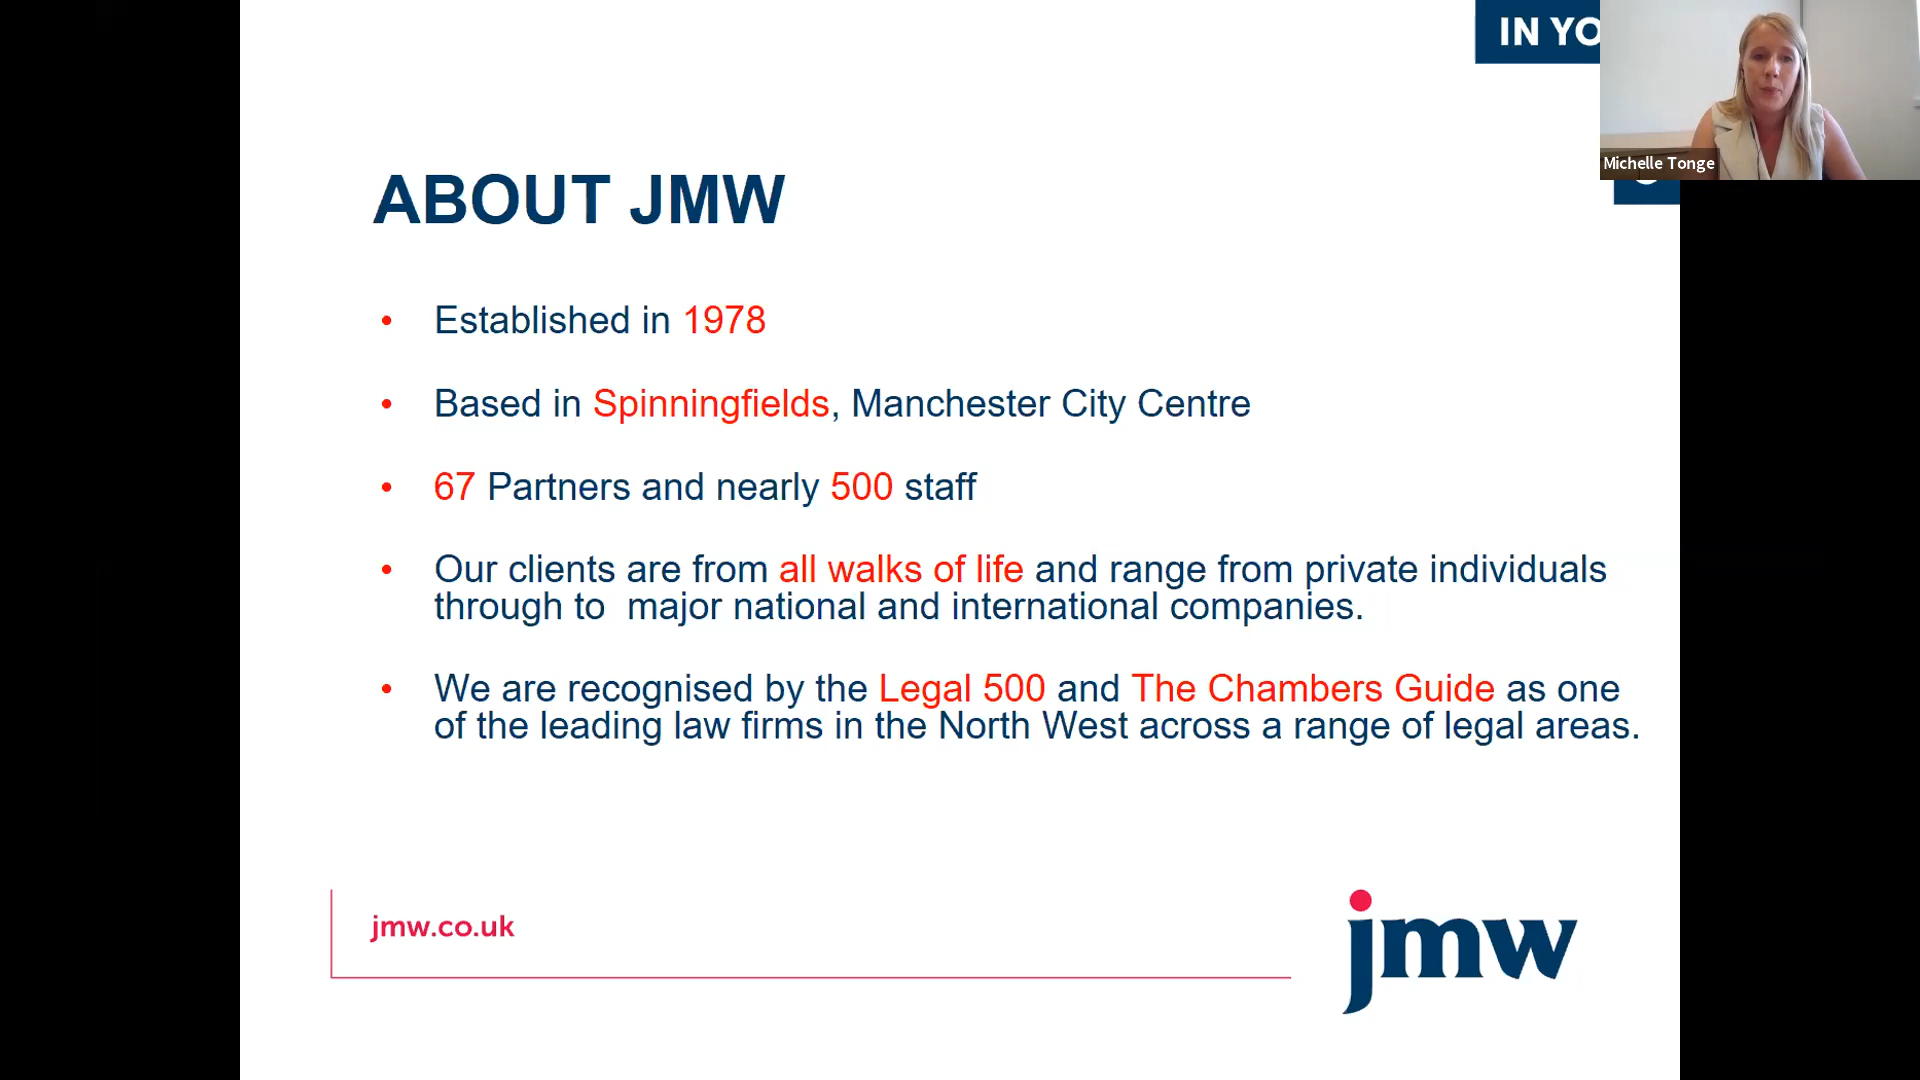 IN YO
Michelle Tonge
ABOUT JMW
• Established in 1978
• Based in Spinningfields, Manchester City Centre
• 67 Partners and nearly 500 staff
• Our clients are from all walks of life and range from private individuals
through to  major national and international companies.
• We are recognised by the Legal 500 and The Chambers Guide as one
of the leading law firms in the North West across a range of legal areas.
jmw.co.uk
jmw